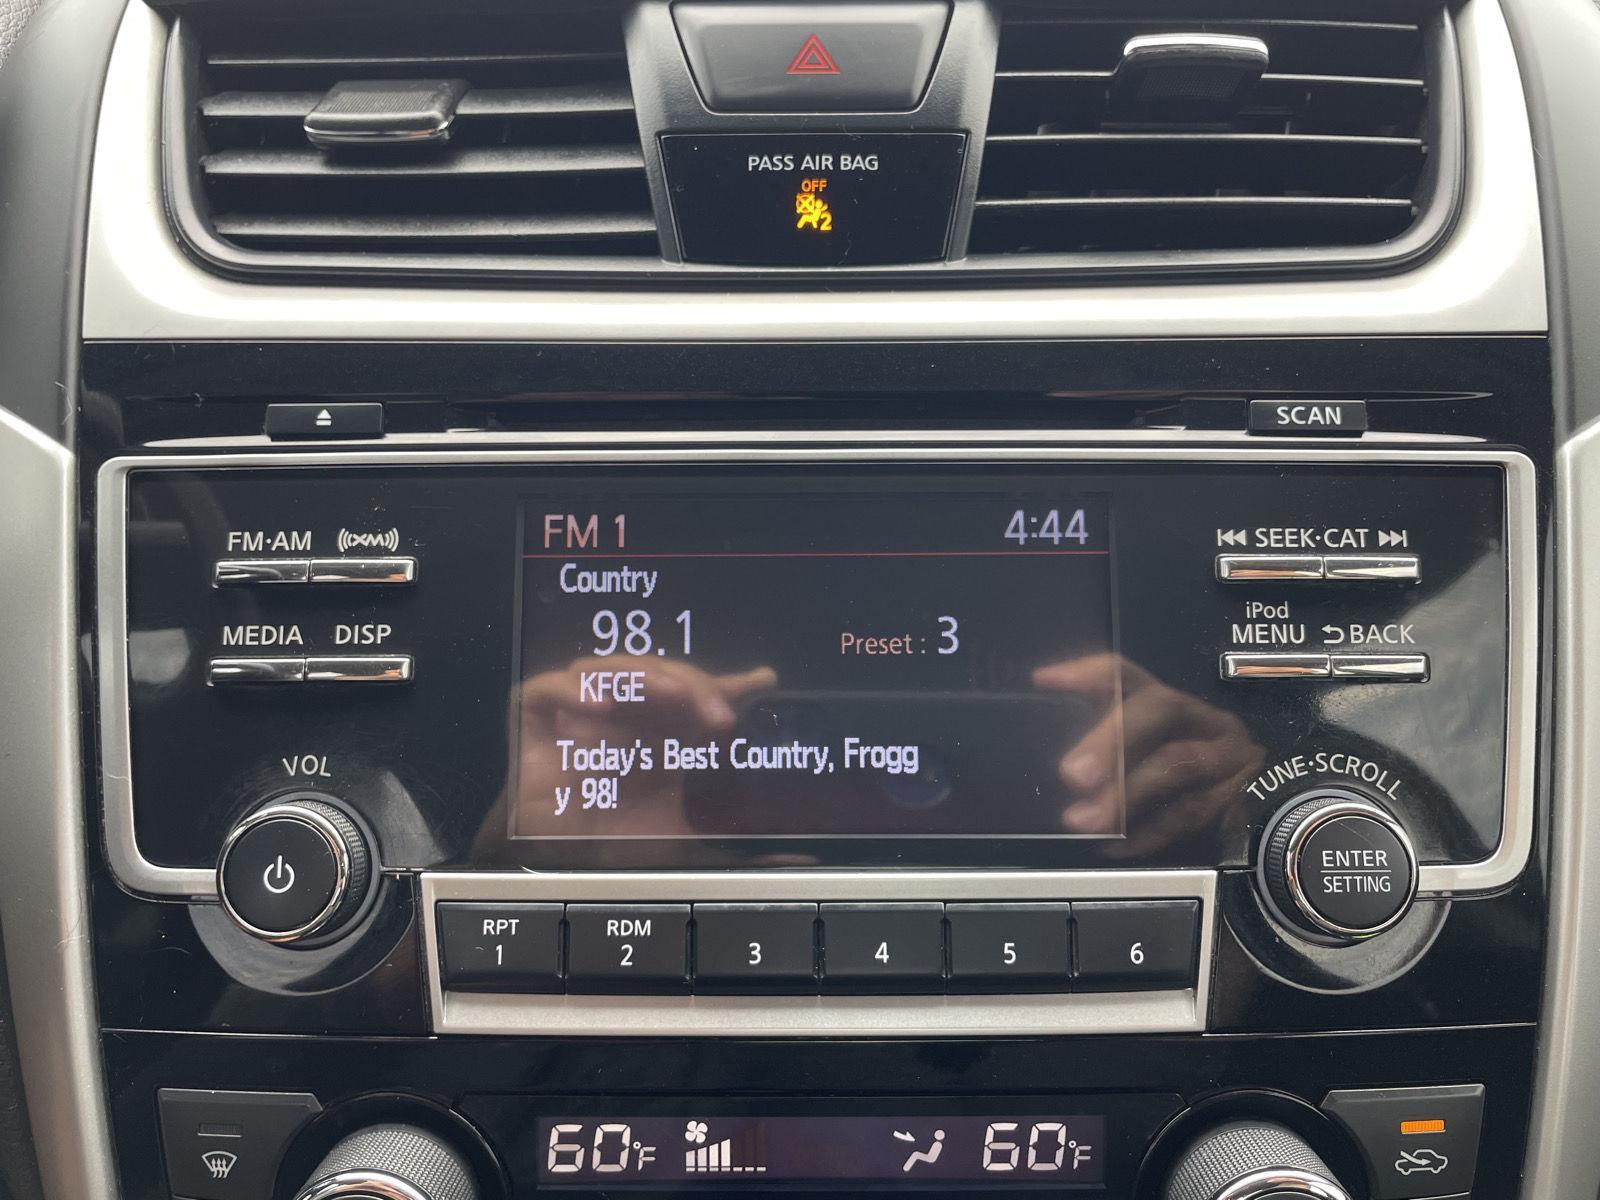 PASS AIR BAG
OFF
2
SCAN
FM·AM ((XM))
FM 1 4:44
SEEK·CAT
Country
98.1
Preset : 3
KFGE
iPod
MEDIA DISP
MENU BACK
Today's Best Country, Frogg
y 98!
VOL
TUNE·SCROLL
ENTER
SETTING
RPT
1
RDM
2
3
4
5
6
60°F
60°F